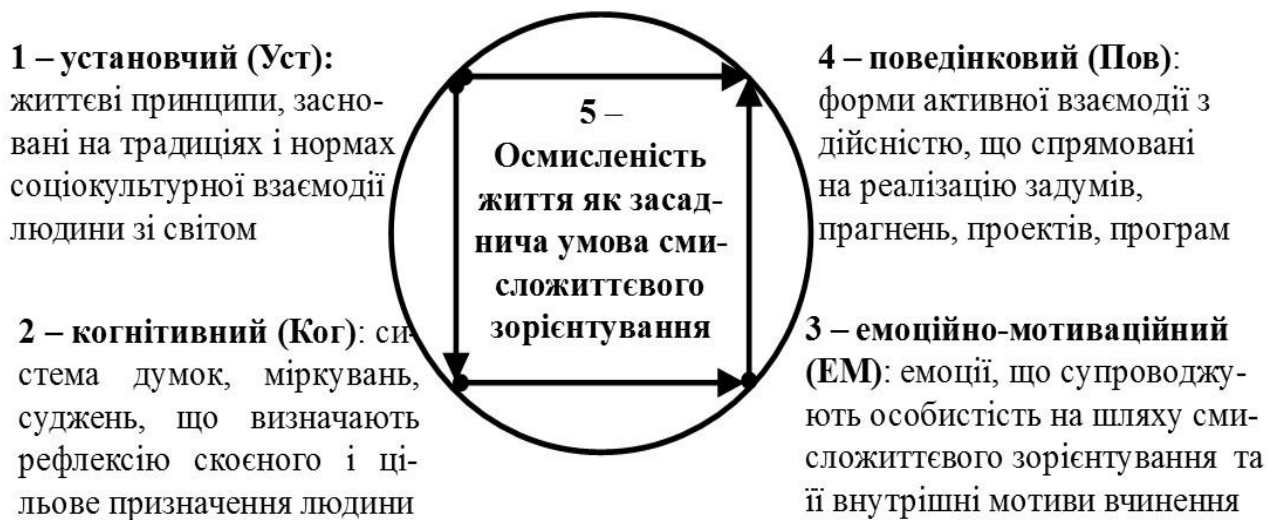 1 – установчий (Уст):
життєві принципи, засно-
вані на традиціях і нормах
соціокультурної взаємодії
людини зі світом
2 – когнітивний (Ког): си-
стема думок, міркувань,
суджень, що визначають
рефлексію скоєного і ці-
льове призначення людини
5 –
Осмисленість
життя як засад-
нича умова сми-
сложиттєвого
зорієнтування
4 – поведінковий (Пов):
форми активної взаємодії з
дійсністю, що спрямовані
на реалізацію задумів,
прагнень, проектів, програм
3 – емоційно-мотиваційний
(ЕМ): емоції, що супроводжу-
ють особистість на шляху сми-
сложиттєвого зорієнтування та
її внутрішні мотиви вчинення